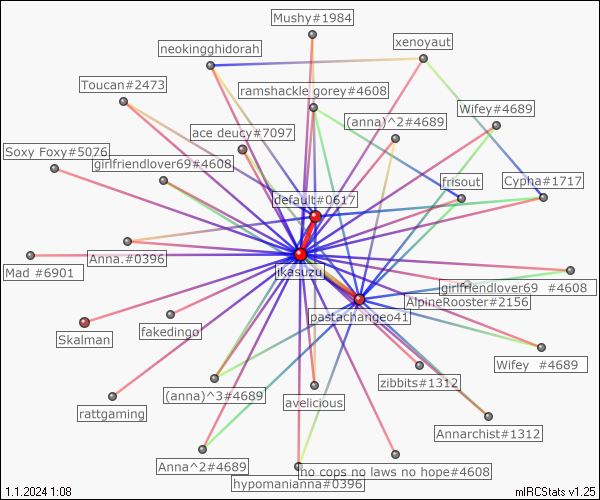 Mushy#1984
neokingghidorah
xenoyaut
Toucan#2473
ramshackle gorey#4608
Wifey#4689
(anna)^2#4689
ace deucy#7097
Soxy Foxy#5076
girlfriendlover69#4608
frisout
Cypha#1717
default#0617
Anna.#0396
Mad #6901
ikasuzu
girlfriendlover69 #4608
AlpineRooster#2156
pastachange041
fakedingo
Skalman
Wifey #4689
zibbits#1312
(anna)^3#4689
avelicious
rattgaming
Annarchist#1312
Anna^2#4689
no cops no laws no hope#4608
hypomanianna#0396
1.1.2024 1:08
mIRCStats v1.25